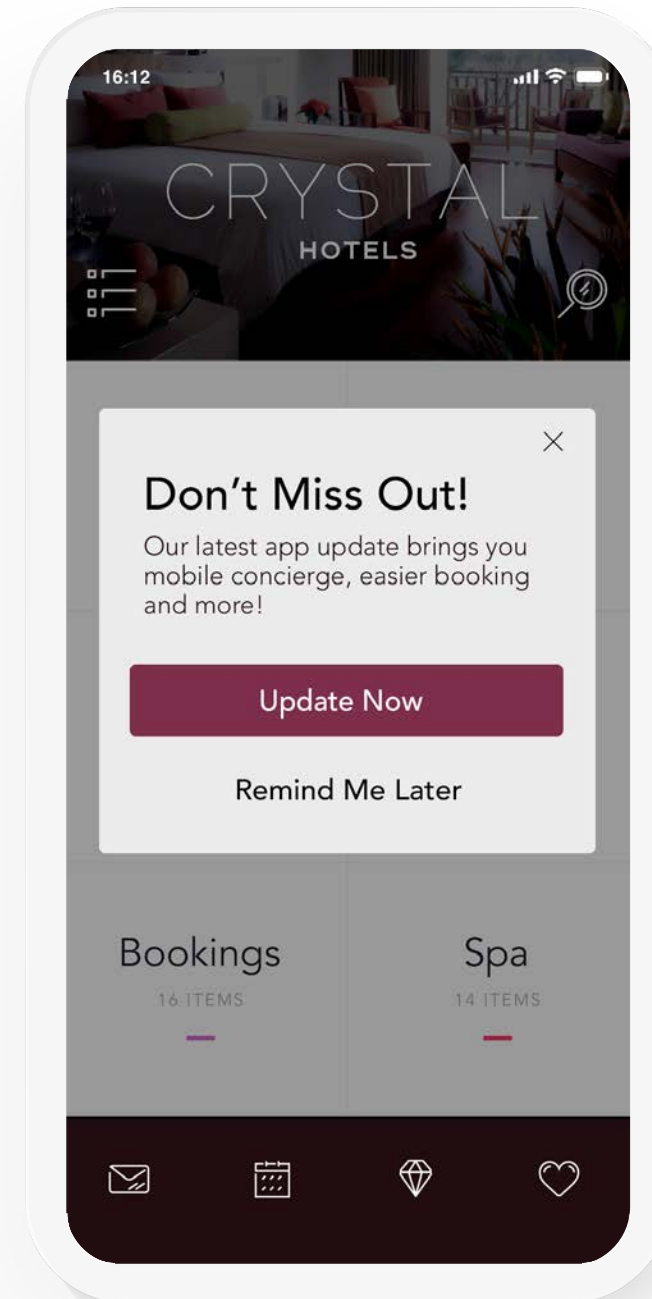 16:12
CRYSTAL
HOTELS
Don't Miss Out!
Our latest app update brings you
mobile concierge, easier booking
and more!
Update Now
Remind Me Later
Bookings
Spa
16 ITEMS
14 ITEMS